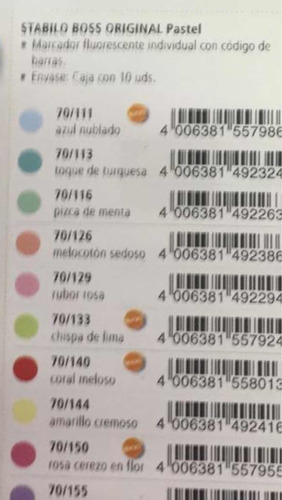 STABILO BOSS ORIGINAL Pastel
Marcador fluorescente individual con código de
barras.
Envase: Caja con 10 uds.
70/111
azul nublado 4 006381 557986
70/113
toque de turquesa 4 006381 492324
70/116
pizca de menta 4 006381 492263
70/126
melocotón sedoso 4 006381 492386
70/129
rubor rosa 4 006381 492294
70/133
chispa de lima 4 006381 557924
70/140
coral meloso 4 006381 558013
70/144
amarillo cremoso 4 006381 492416
70/150
rosa cerezo en flor 4 006381 557955
70/155